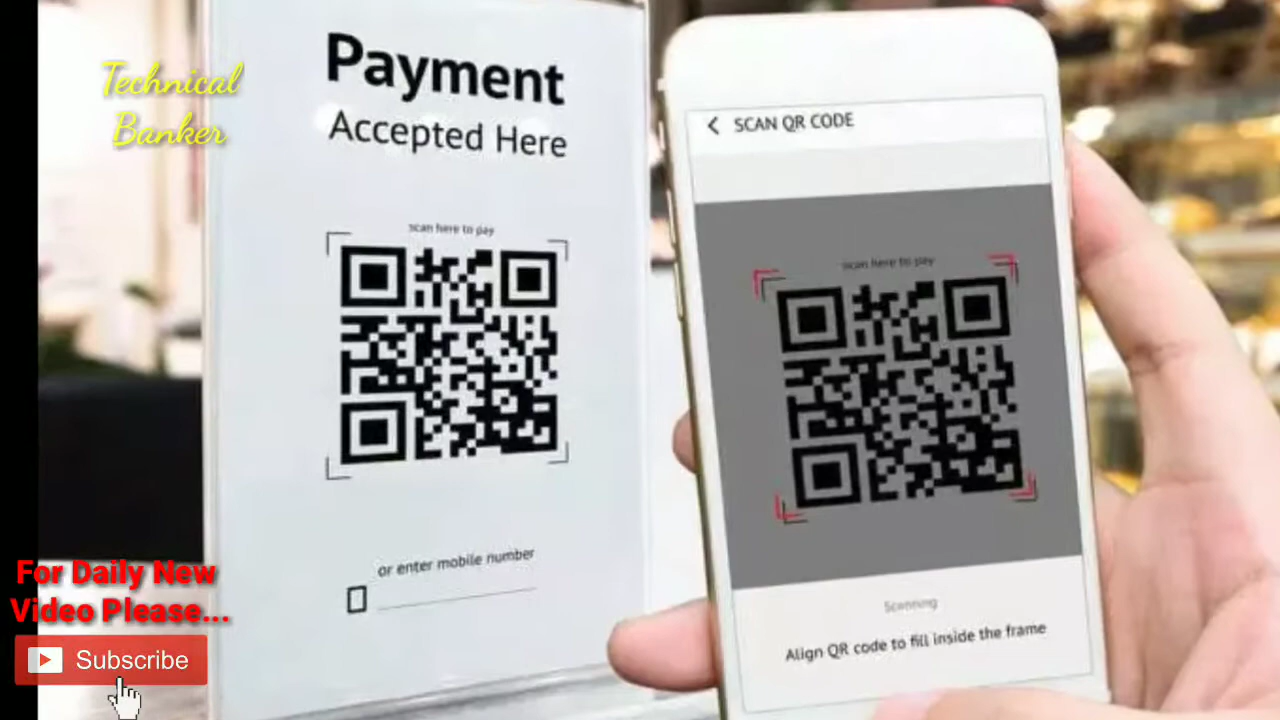 Technical
Banker
Payment
Accepted Here
scan here to pay
or enter mobile number
SCAN QR CODE
scan here to pay
Scanning
Align QR code to fill inside the frame
For Daily New
Video Please...
Subscribe